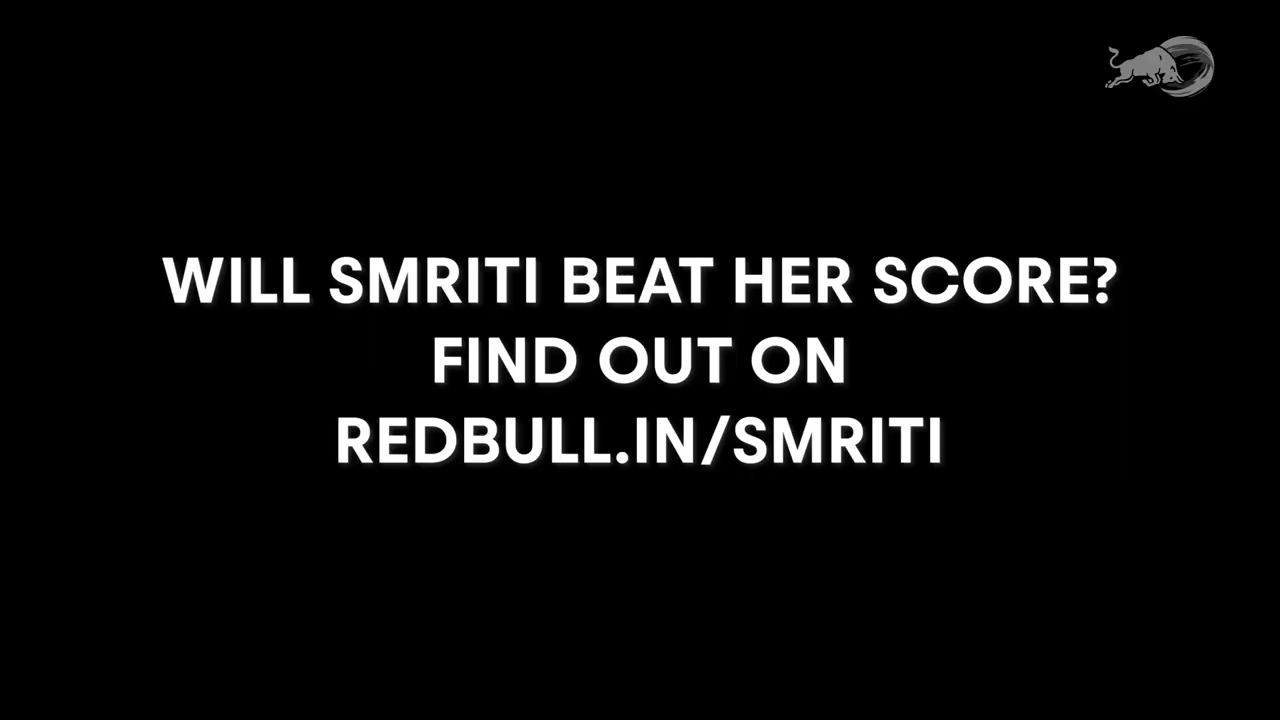 WILL SMRITI BEAT HER SCORE?
FIND OUT ON
REDBULL.IN/SMRITI